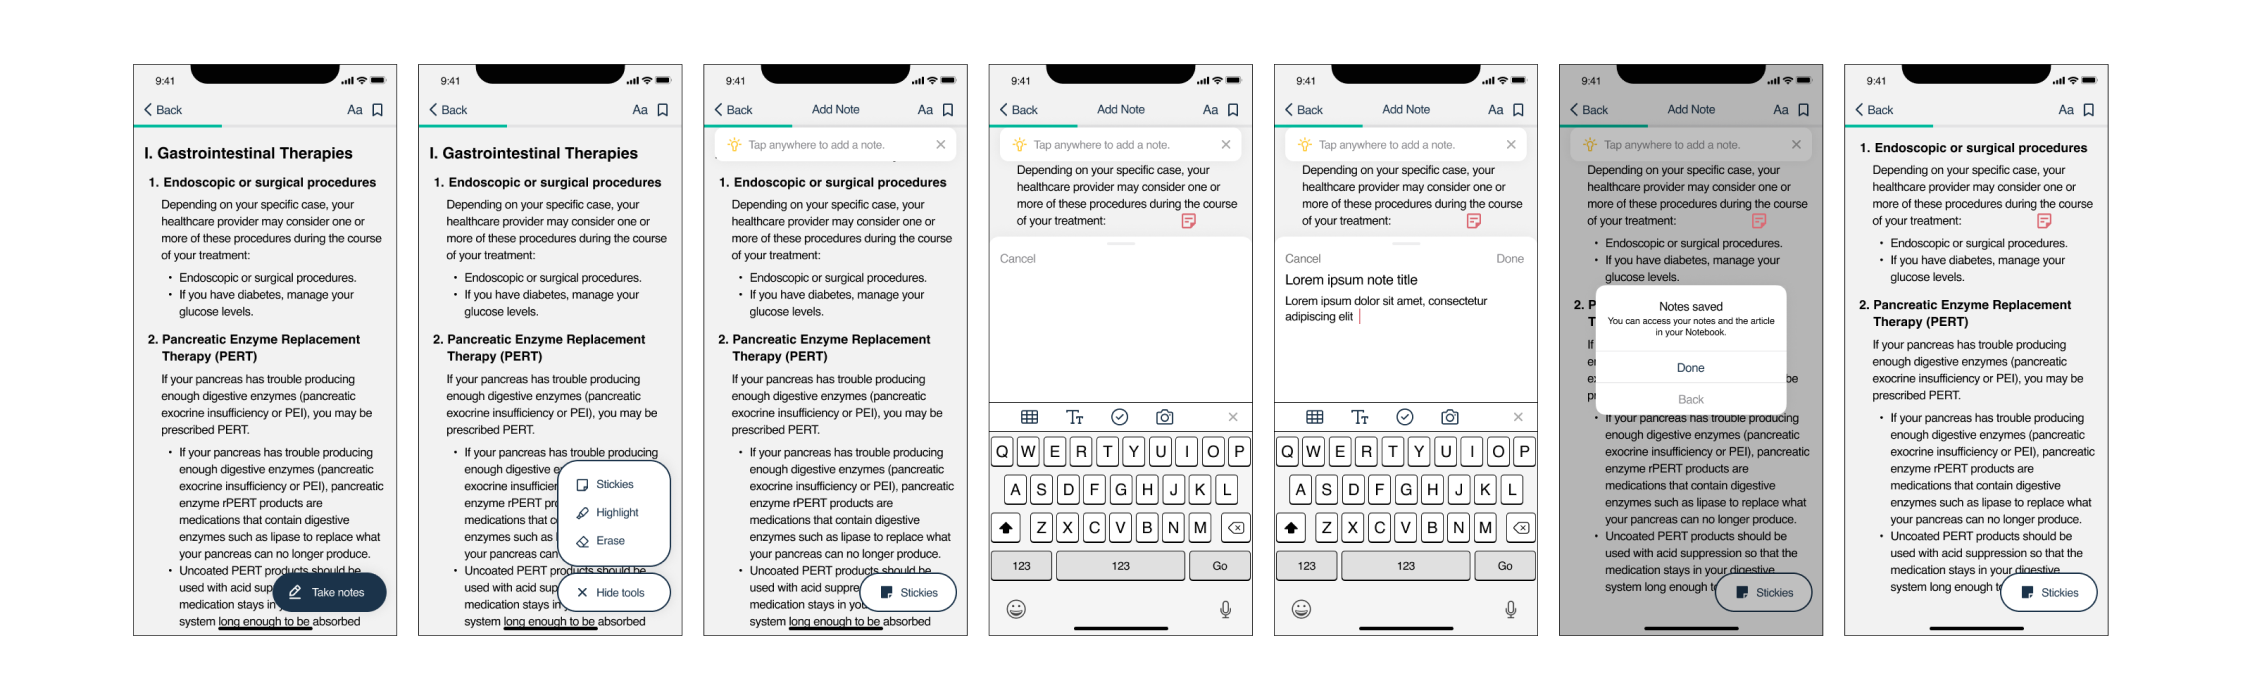 9:41
Back
Aa
I. Gastrointestinal Therapies
1. Endoscopic or surgical procedures
Depending on your specific case, your
healthcare provider may consider one or
more of these procedures during the course
of your treatment:
• Endoscopic or surgical procedures.
• If you have diabetes, manage your
glucose levels.
2. Pancreatic Enzyme Replacement
Therapy (PERT)
If your pancreas has trouble producing
enough digestive enzymes (pancreatic
exocrine insufficiency or PEI), you may be
prescribed PERT.
• If your pancreas has trouble producing
enough digestive enzymes (pancreatic
exocrine insufficiency or PEI), pancreatic
enzyme rPERT products are
medications that contain digestive
enzymes such as lipase to replace what
your pancreas can no longer produce.
• Uncoated PERT products should be
used with acid sup
medication stays in
system long enough to be absorbed
Take notes
9:41
Back
Aa
I. Gastrointestinal Therapies
1. Endoscopic or surgical procedures
Depending on your specific case, your
healthcare provider may consider one or
more of these procedures during the course
of your treatment:
• Endoscopic or surgical procedures.
• If you have diabetes, manage your
glucose levels.
2. Pancreatic Enzyme Replacement
Therapy (PERT)
If your pancreas has trouble producing
enough digestive enzymes (pancreatic
exocrine insufficiency or PEI), you may be
prescribed PERT.
• If your pancreas has trouble producing
enough digestive e
exocrine insufficie
enzyme rPERT pro
medications that co
enzymes such as l
your pancreas can
• Uncoated PERT products should be
used with acid sup
medication stays in
system long enough to be absorbed
Stickies
Highlight
Erase
Hide tools
9:41
Back
Add Note
Aa
Tap anywhere to add a note.
1. Endoscopic or surgical procedures
Depending on your specific case, your
healthcare provider may consider one or
more of these procedures during the course
of your treatment:
• Endoscopic or surgical procedures.
• If you have diabetes, manage your
glucose levels.
2. Pancreatic Enzyme Replacement
Therapy (PERT)
If your pancreas has trouble producing
enough digestive enzymes (pancreatic
exocrine insufficiency or PEI), you may be
prescribed PERT.
• If your pancreas has trouble producing
enough digestive enzymes (pancreatic
exocrine insufficiency or PEI), pancreatic
enzyme rPERT products are
medications that contain digestive
enzymes such as lipase to replace what
your pancreas can no longer produce.
• Uncoated PERT products should be
used with acid suppre
medication stays in you
system long enough to be absorbed
Stickies
9:41
Back
Add Note
Aa
Tap anywhere to add a note.
Depending on your specific case, your
healthcare provider may consider one or
more of these procedures during the course
of your treatment:
Cancel
Q W E R T Y U I O P
A S D F G H J K L
Z X C V B N M
123 123 Go
9:41
Back
Add Note
Aa
Tap anywhere to add a note.
Depending on your specific case, your
healthcare provider may consider one or
more of these procedures during the course
of your treatment:
Cancel
Done
Lorem ipsum note title
Lorem ipsum dolor sit amet, consectetur
adipiscing elit
Q W E R T Y U I O P
A S D F G H J K L
Z X C V B N M
123 123 Go
9:41
Back
Add Note
Aa
Tap anywhere to add a note.
Depending on your specific case, your
healthcare provider may consider one or
more of these procedures during the course
of your treatment:
• Endoscopic or surgical procedures.
• If you have diabetes, manage your
glucose levels.
2. P
T
If
en
ex
be
pr
Notes saved
You can access your notes and the article
in your Notebook.
Done
Back
• If your pancreas has trouble producing
enough digestive enzymes (pancreatic
exocrine insufficiency or PEI), pancreatic
enzyme rPERT products are
medications that contain digestive
enzymes such as lipase to replace what
your pancreas can no longer produce.
• Uncoated PERT products should be
used with acid suppression so that the
medication stays in your digestive
system long enough t
Stickies
9:41
Back
Aa
1. Endoscopic or surgical procedures
Depending on your specific case, your
healthcare provider may consider one or
more of these procedures during the course
of your treatment:
• Endoscopic or surgical procedures.
• If you have diabetes, manage your
glucose levels.
2. Pancreatic Enzyme Replacement
Therapy (PERT)
If your pancreas has trouble producing
enough digestive enzymes (pancreatic
exocrine insufficiency or PEI), you may be
prescribed PERT.
• If your pancreas has trouble producing
enough digestive enzymes (pancreatic
exocrine insufficiency or PEI), pancreatic
enzyme rPERT products are
medications that contain digestive
enzymes such as lipase to replace what
your pancreas can no longer produce.
• Uncoated PERT products should be
used with acid suppression so that the
medication stays in your digestive
system long enough t
Stickies